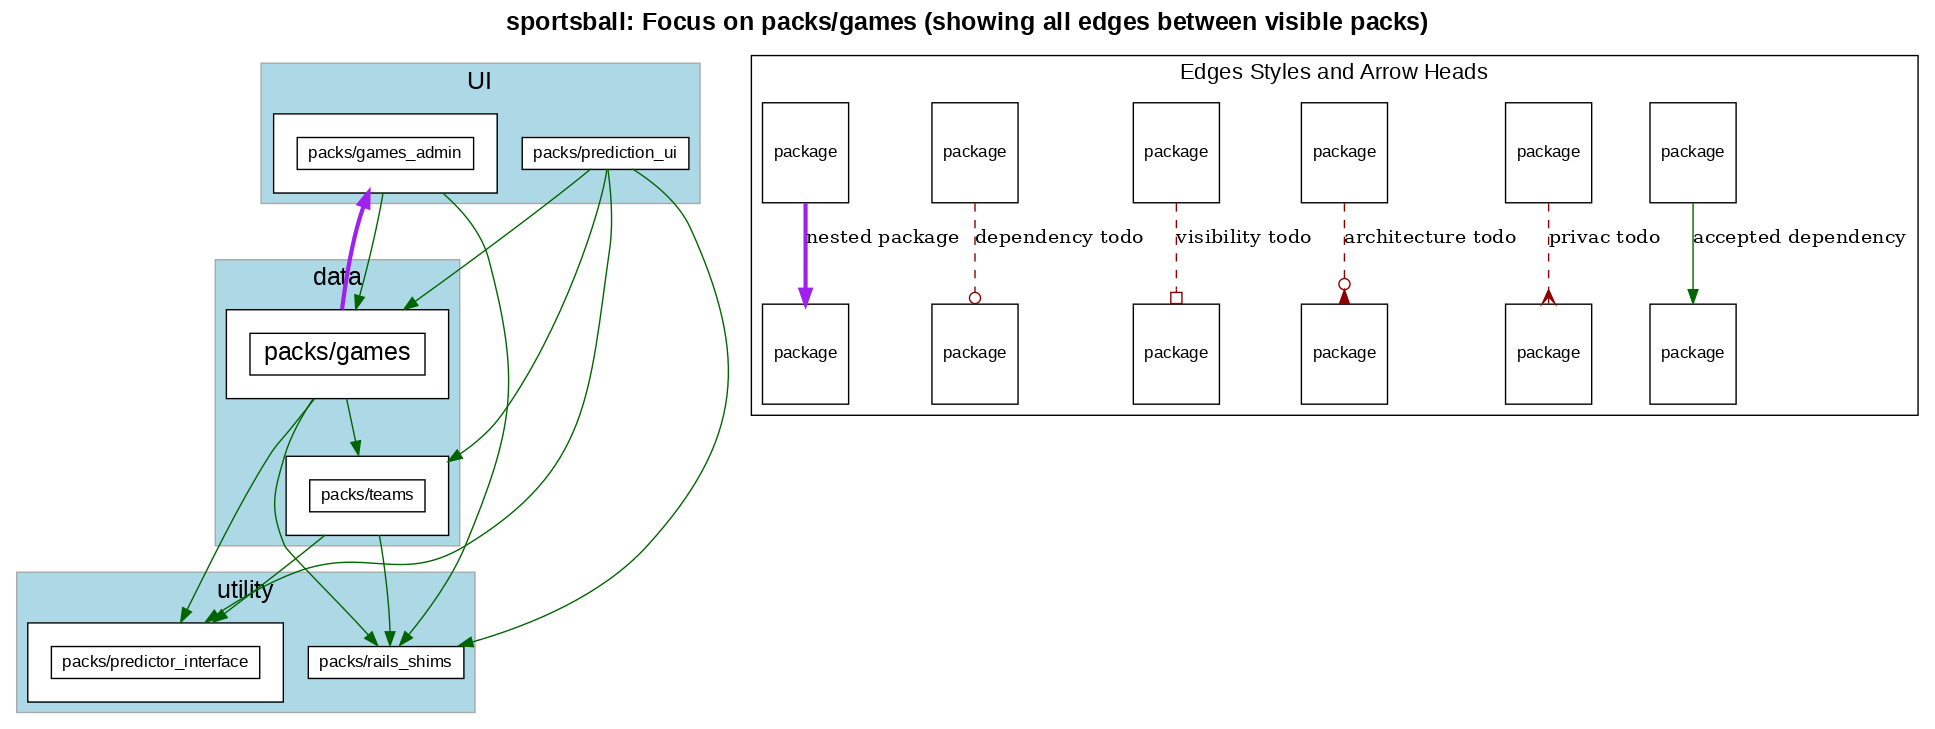 sportsball: Focus on packs/games (showing all edges between visible packs)
UI
packs/games_admin
packs/prediction_ui
data
packs/games
packs/teams
utility
packs/predictor_interface
packs/rails_shims
Edges Styles and Arrow Heads
package
package
package
package
package
package
nested package
dependency todo
visibility todo
architecture todo
privac todo
accepted dependency
package
package
package
package
package
package